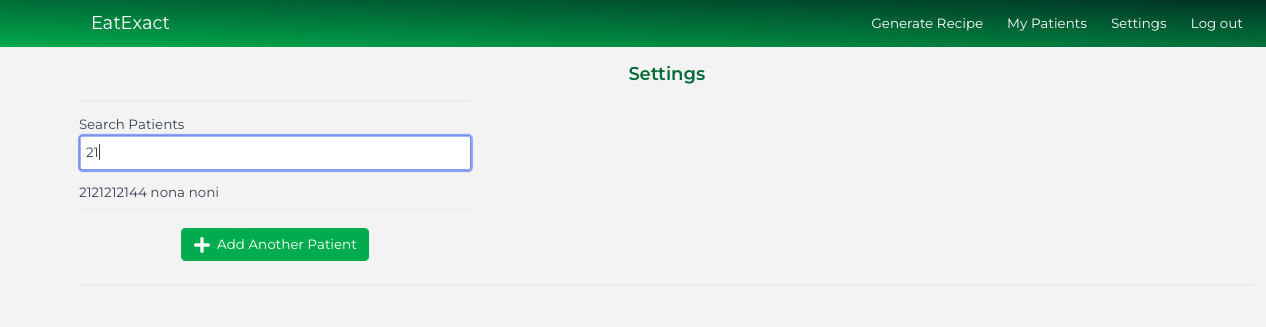 EatExact Generate Recipe My Patients Settings Log out
Settings
Search Patients
21
2121212144 nona noni
Add Another Patient